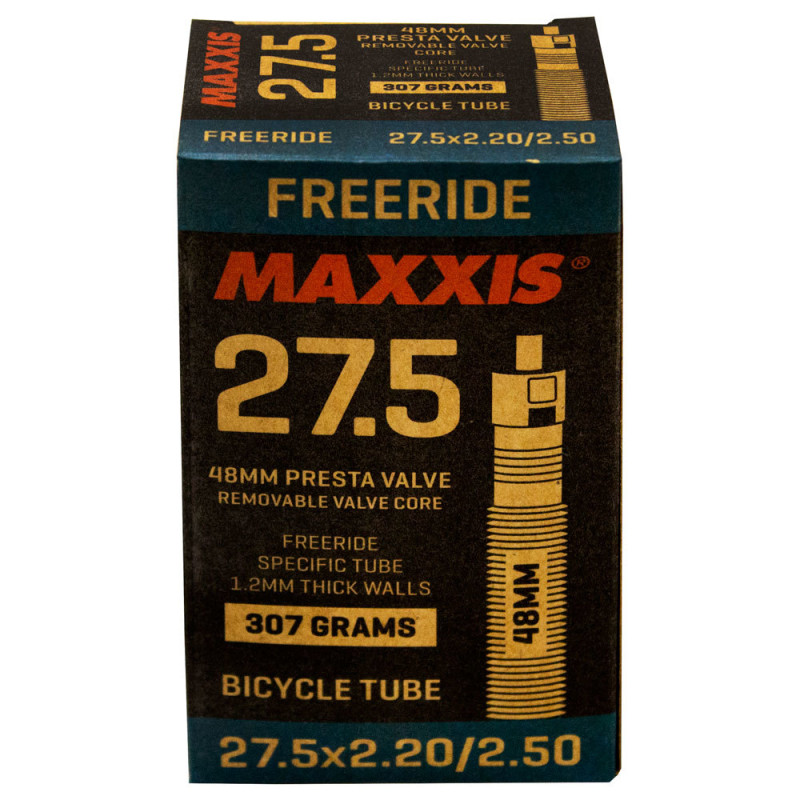 MAXXIS
27.5
48MM
PRESTA VALVE
REMOVABLE VALVE
CORE
FREERIDE
SPECIFIC TUBE
1.2MM THICK WALLS
307 GRAMS
BICYCLE TUBE
FREERIDE
27.5x2.20/2.50
FREERIDE
MAXXIS®
27.5
48MM PRESTA VALVE
REMOVABLE VALVE CORE
FREERIDE
SPECIFIC TUBE
1.2MM THICK WALLS
307 GRAMS
48MM
BICYCLE TUBE
27.5x2.20/2.50